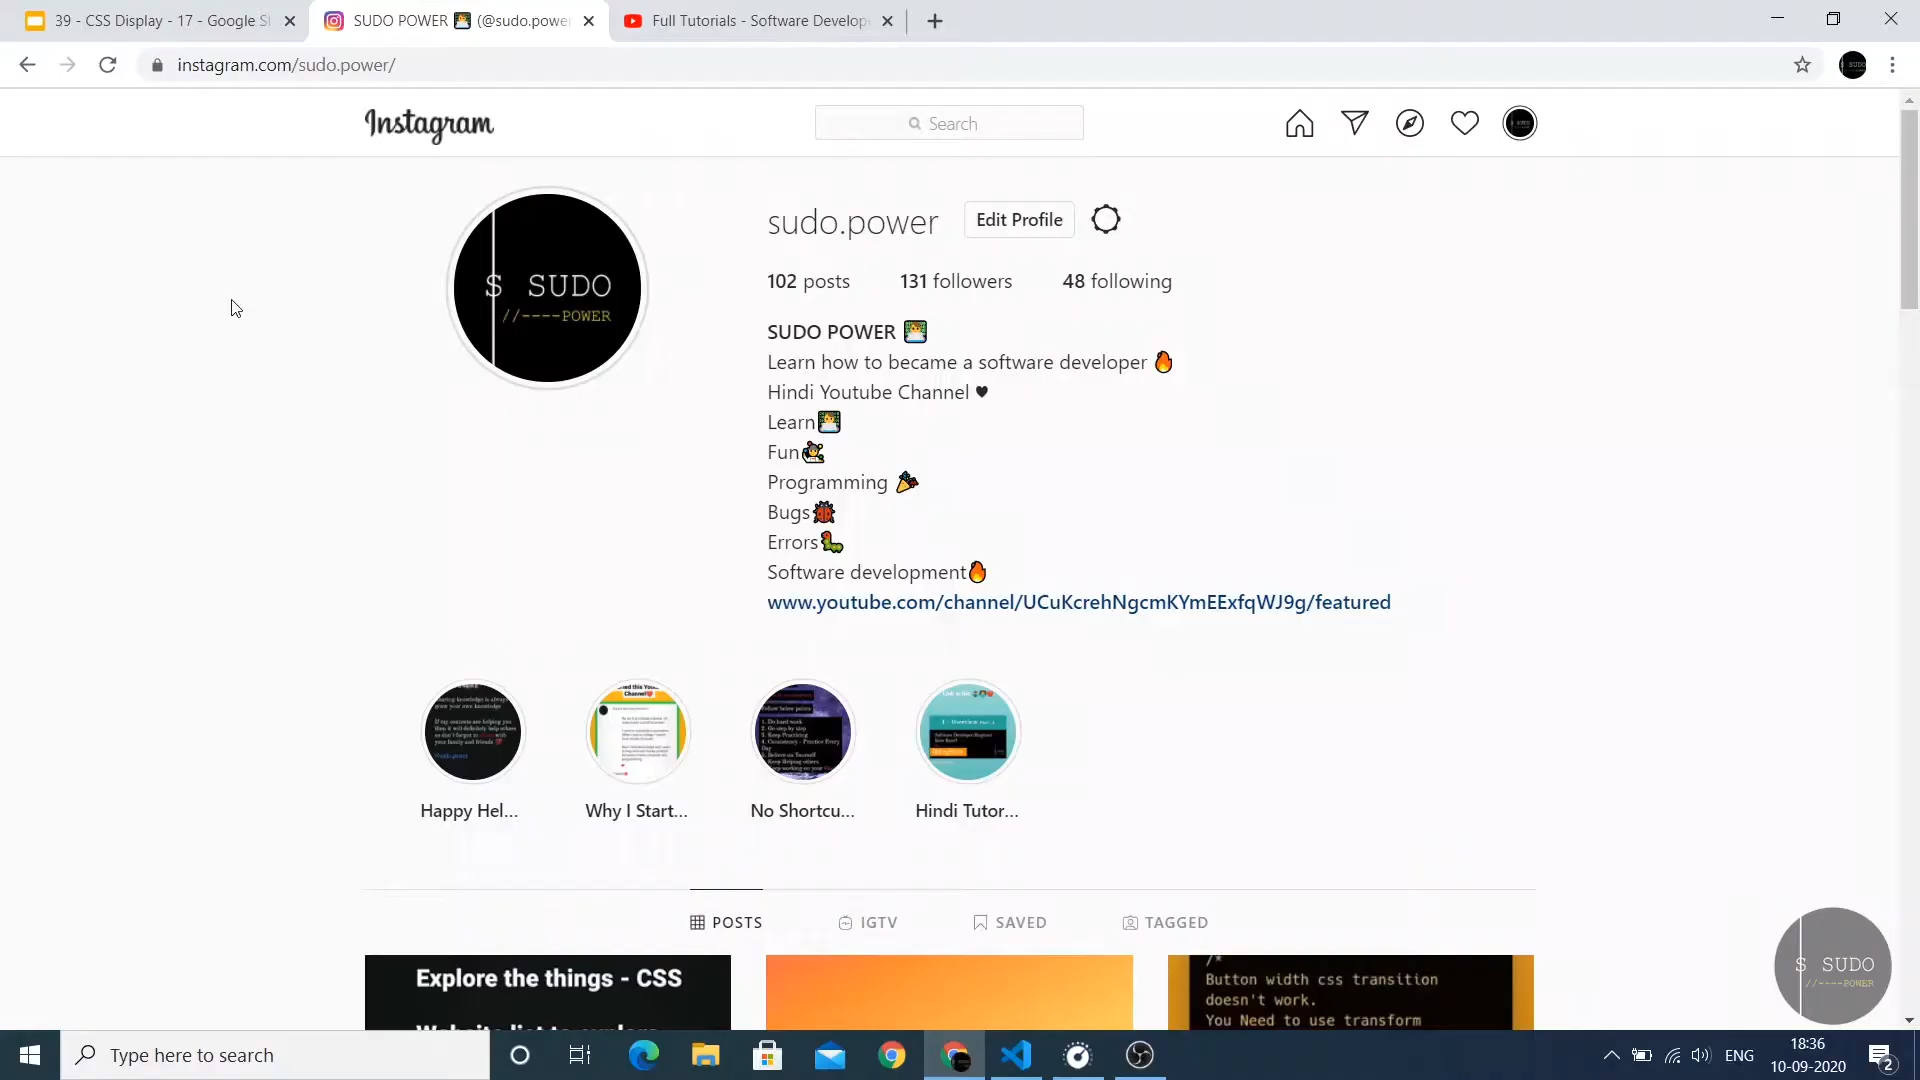 39 - CSS Display - 17 - Google Sl
SUDO POWER (@sudo.power
Full Tutorials - Software Develop
instagram.com/sudo.power/
Instagram
Search
sudo.power
Edit Profile
102 posts 131 followers 48 following
S SUDO
//----POWER
SUDO POWER
Learn how to became a software developer 🔥
Hindi Youtube Channel ♥
Learn
Fun
Programming 🎉
Bugs🐞
Errors🐛
Software development🔥
www.youtube.com/channel/UCuKcrehNgcmKYmEExfqWJ9g/featured
Happy Hel...
Why I Start...
No Shortcu...
Hindi Tutor...
POSTS
IGTV
SAVED
TAGGED
Explore the things - CSS
/*
Button width css transition
doesn't work.
You Need to use transform
S SUDO
//----POWER
Type here to search
ENG
18:36
10-09-2020
2